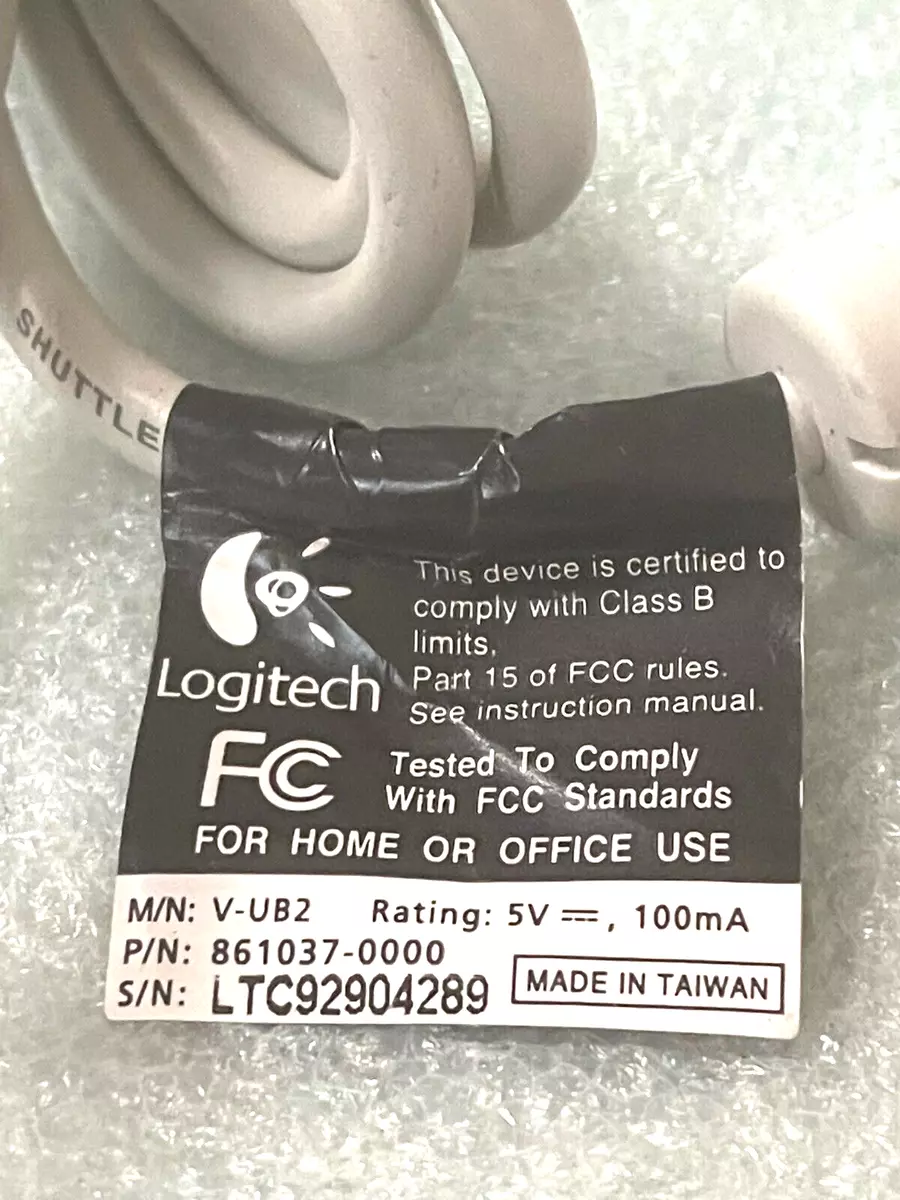 SHUTTLE
Logitech
This device is certified to
comply with Class B
limits,
Part 15 of FCC rules.
See instruction manual.
FC
Tested To Comply
With FCC Standards
FOR HOME OR OFFICE USE
M/N: V-UB2 Rating: 5V ⎓, 100mA
P/N: 861037-0000
S/N: LTC92904289
MADE IN TAIWAN